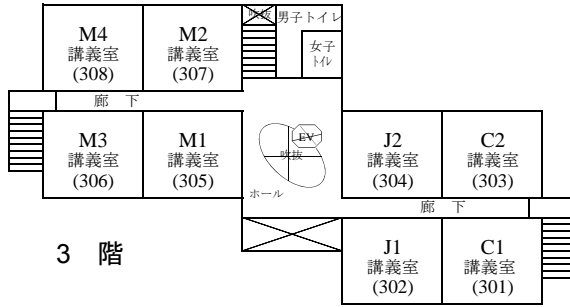 吹抜
男子トイレ
女子
トイレ
M4
講義室
(308)
M2
講義室
(307)
廊 下
M3
講義室
(306)
M1
講義室
(305)
EV
吹抜
ホール
J2
講義室
(304)
C2
講義室
(303)
廊 下
J1
講義室
(302)
C1
講義室
(301)
3 階